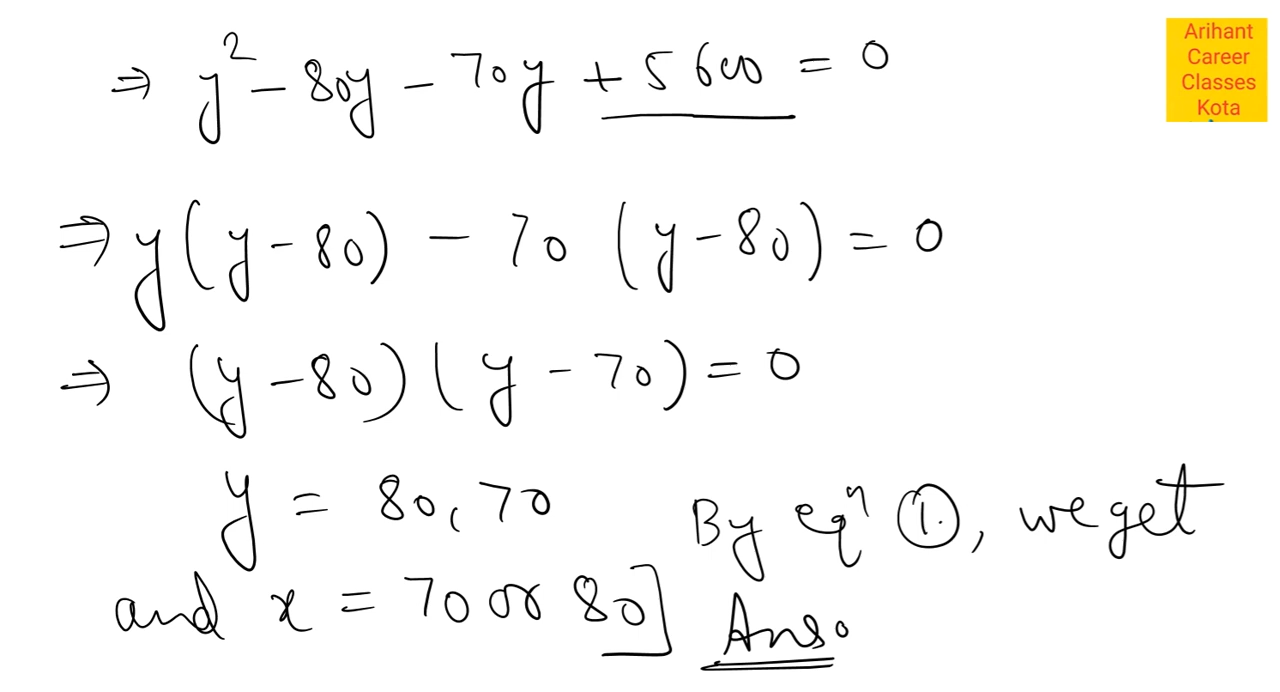 ⇒ y² - 80y - 70y + 5600 = 0
Arihant
Career
Classes
Kota
⇒ y(y-80) - 70 (y-80) = 0
⇒ (y-80)(y-70) = 0
y = 80, 70 By eqⁿ ①, we get
and x = 70 or 80] Ans.